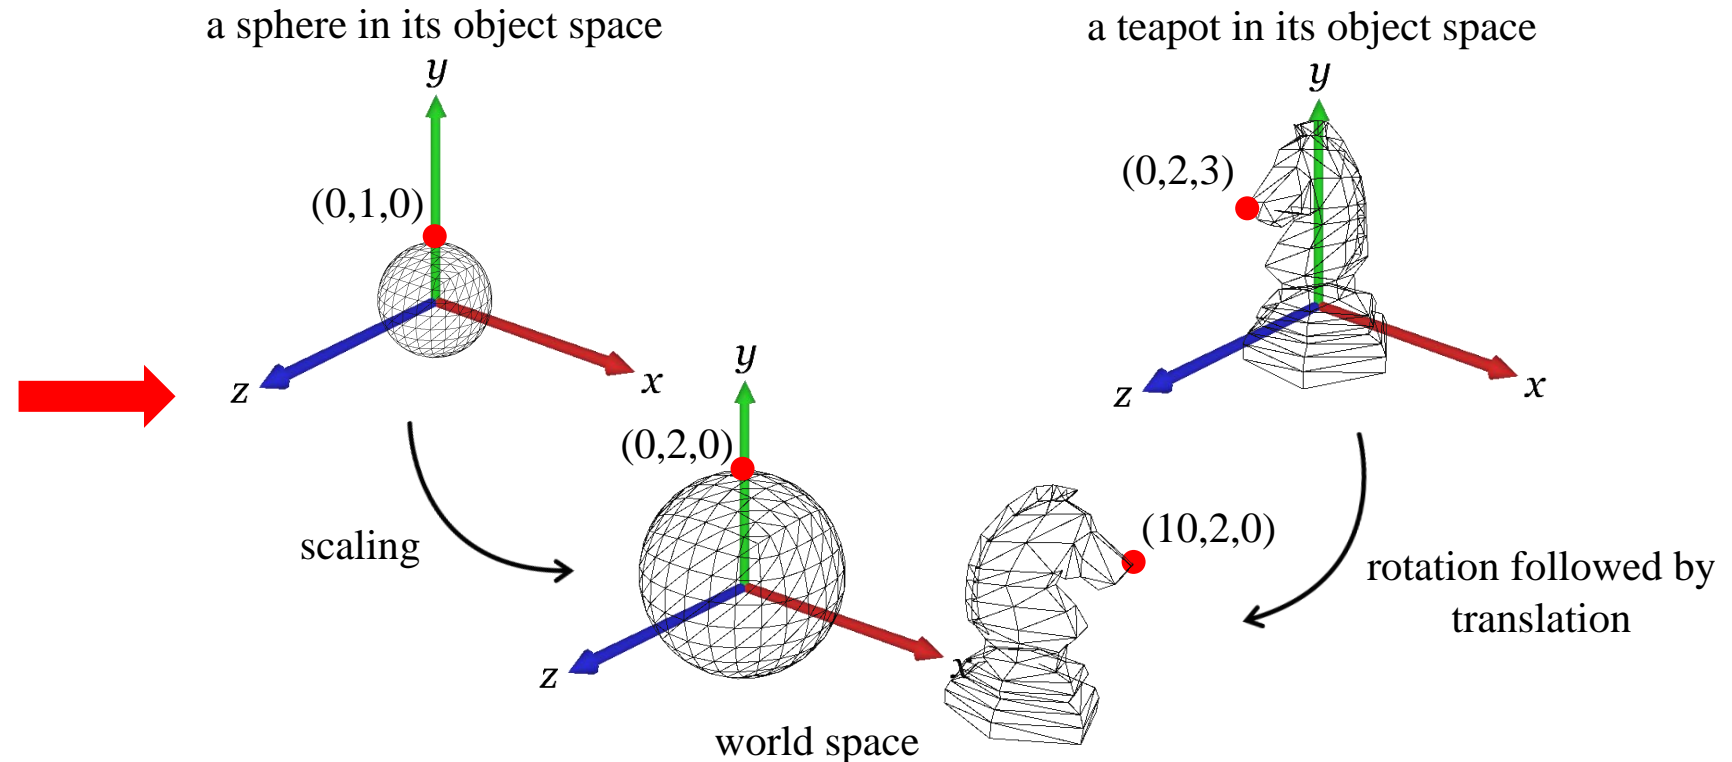 a sphere in its object space
y
(0,1,0)
z
x
scaling
a teapot in its object space
y
(0,2,3)
z
x
rotation followed by
translation
y
(0,2,0)
(10,2,0)
z
x
world space